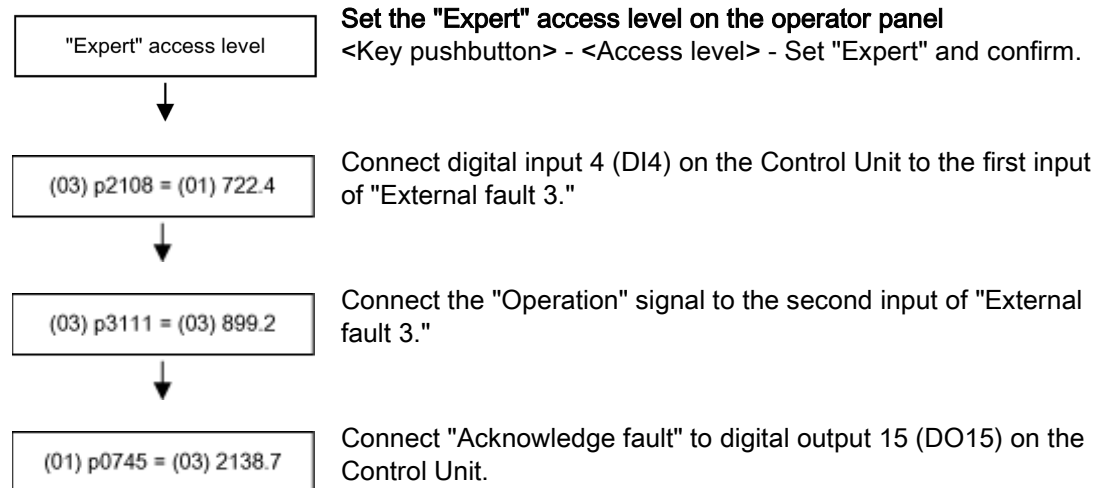 "Expert" access level
Set the "Expert" access level on the operator panel
<Key pushbutton> - <Access level> - Set "Expert" and confirm.
(03) p2108 = (01) 722.4
Connect digital input 4 (DI4) on the Control Unit to the first input
of "External fault 3."
(03) p3111 = (03) 899.2
Connect the "Operation" signal to the second input of "External
fault 3."
(01) p0745 = (03) 2138.7
Connect "Acknowledge fault" to digital output 15 (DO15) on the
Control Unit.